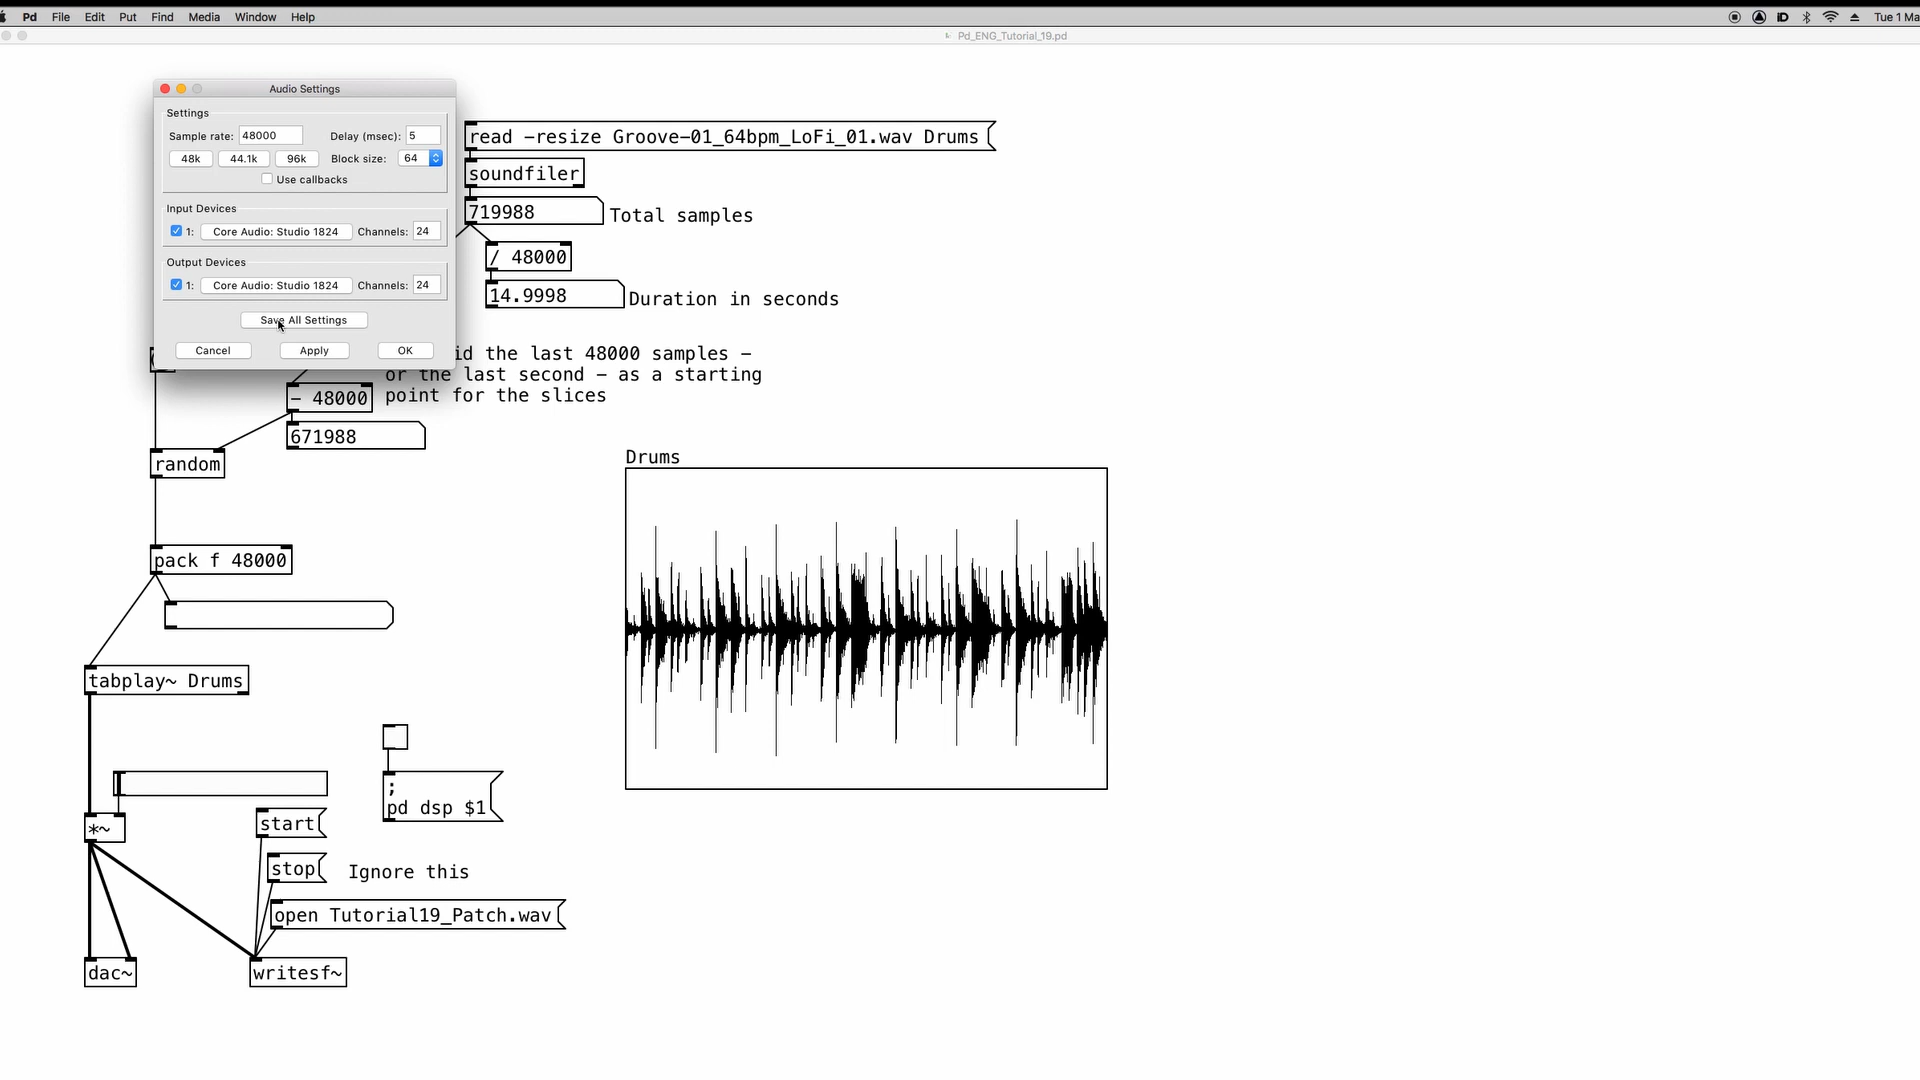 Pd File Edit Put Find Media Window Help
iD Tue 1 Ma
Pd_ENG_Tutorial_19.pd
Audio Settings
Settings
Sample rate: 48000 Delay (msec): 5
48k 44.1k 96k Block size: 64
Use callbacks
Input Devices
1: Core Audio: Studio 1824 Channels: 24
Output Devices
1: Core Audio: Studio 1824 Channels: 24
Save All Settings
Cancel Apply OK
read -resize Groove-01_64bpm_LoFi_01.wav Drums
soundfiler
719988 Total samples
/ 48000
14.9998 Duration in seconds
id the last 48000 samples -
or the last second - as a starting
point for the slices
- 48000
671988
random
pack f 48000
tabplay~ Drums
Drums
*~
;
pd dsp $1
start
stop Ignore this
open Tutorial19_Patch.wav
dac~
writesf~